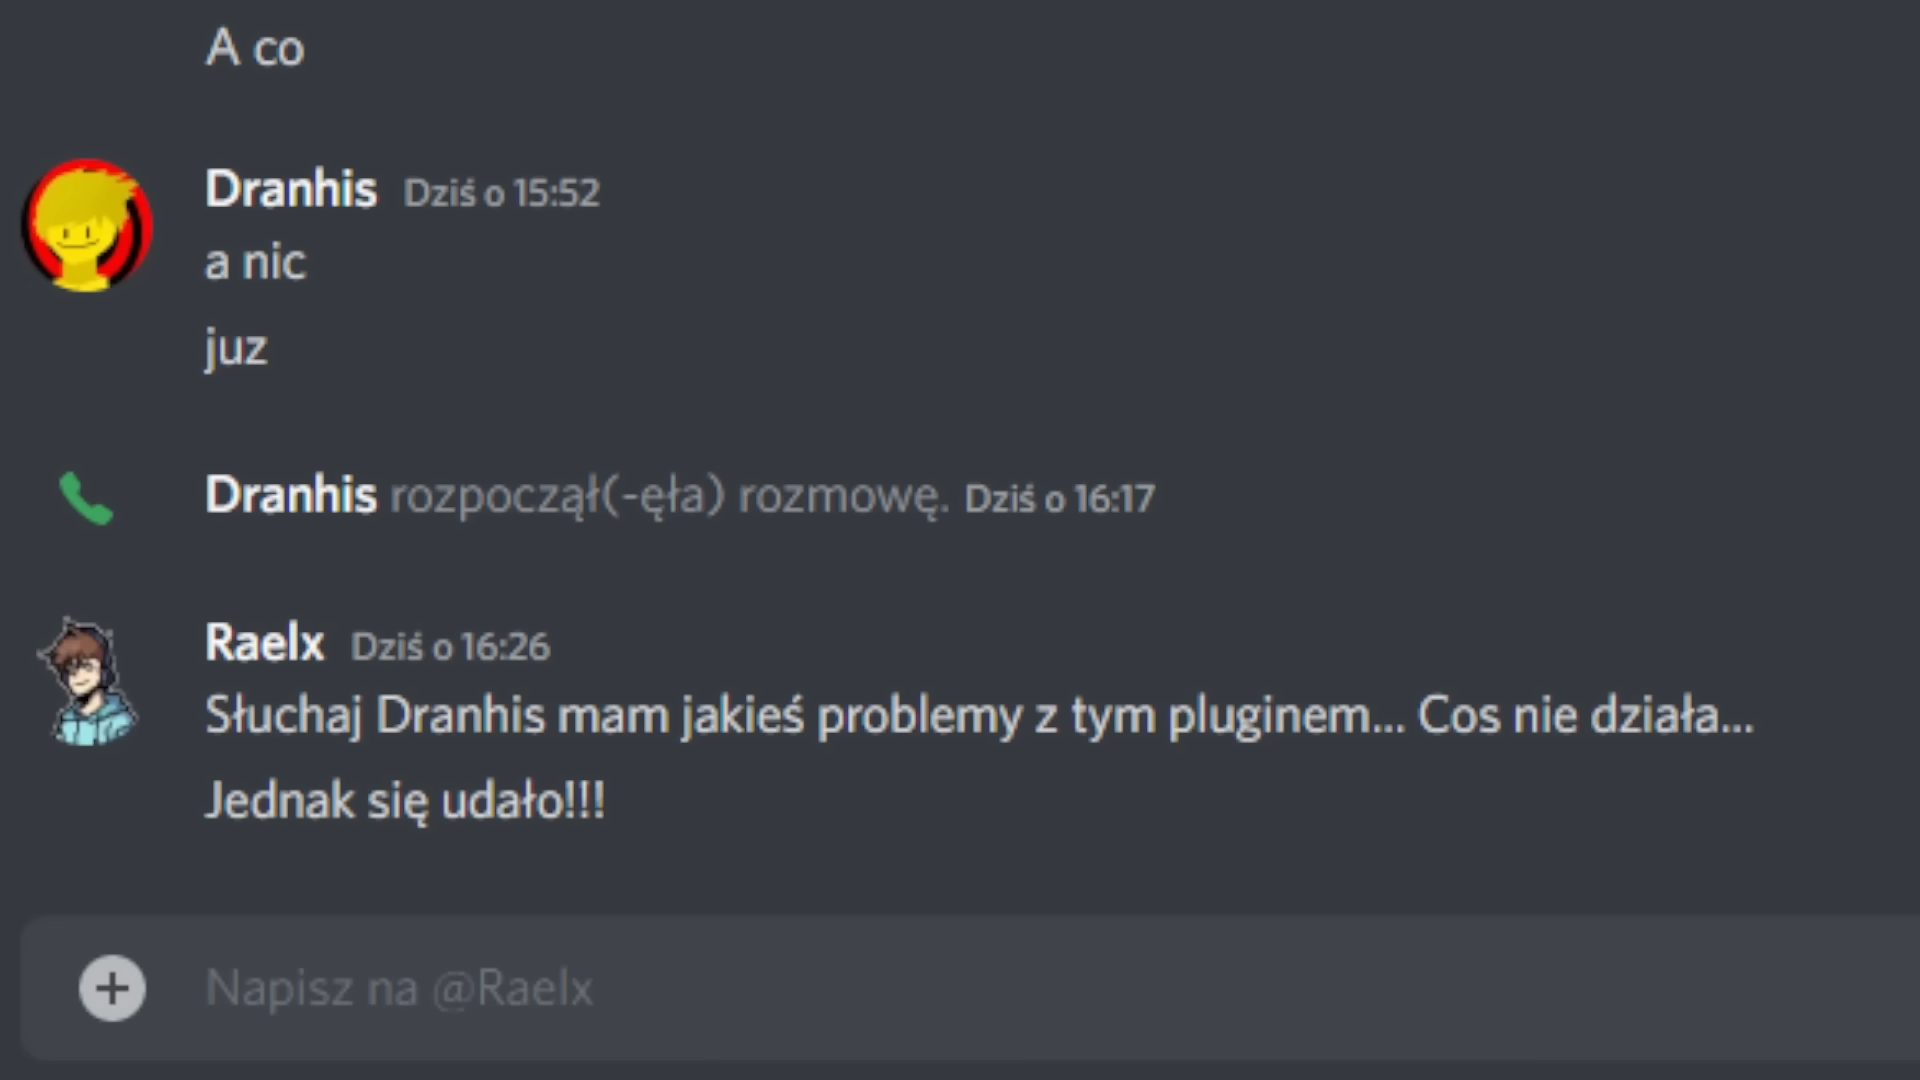 A co
Dranhis Dziś o 15:52
a nic
juz
Dranhis rozpoczął(-ęła) rozmowę. Dziś o 16:17
Raelx Dziś o 16:26
Słuchaj Dranhis mam jakieś problemy z tym pluginem... Cos nie działa...
Jednak się udało!!!
Napisz na @Raelx